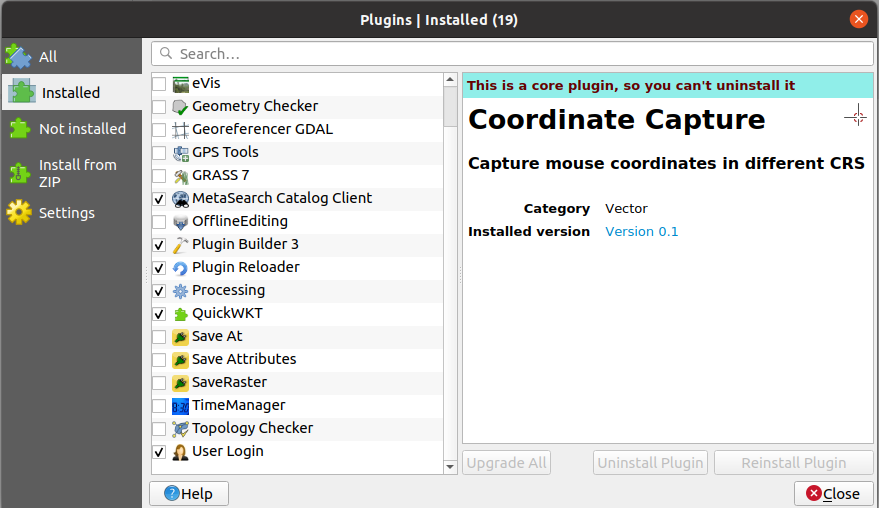 Plugins | Installed (19)
All
Installed
Not installed
Install from
ZIP
Settings
Search…
eVis
Geometry Checker
Georeferencer GDAL
GPS Tools
GRASS 7
MetaSearch Catalog Client
OfflineEditing
Plugin Builder 3
Plugin Reloader
Processing
QuickWKT
Save At
Save Attributes
SaveRaster
TimeManager
Topology Checker
User Login
This is a core plugin, so you can't uninstall it
Coordinate Capture
Capture mouse coordinates in different CRS
Category Vector
Installed version Version 0.1
Upgrade All Uninstall Plugin Reinstall Plugin
Help Close